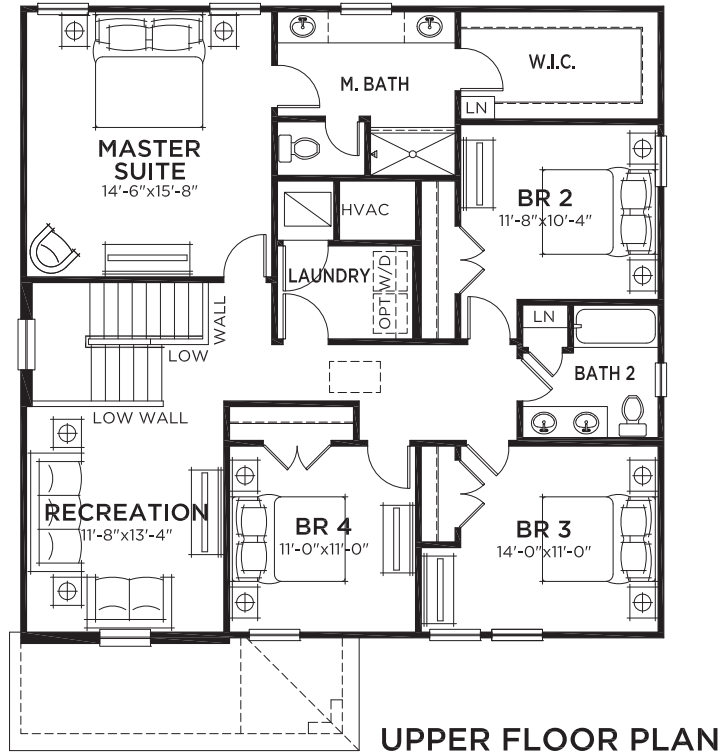 W.I.C.
M. BATH
LN
MASTER
SUITE
14'-6"x15'-8"
BR 2
11'-8"x10'-4"
HVAC
LAUNDRY
OPT W/D
LOW WALL
LN
BATH 2
LOW WALL
RECREATION
11'-8"x13'-4"
BR 4
11'-0"x11'-0"
BR 3
14'-0"x11'-0"
UPPER FLOOR PLAN